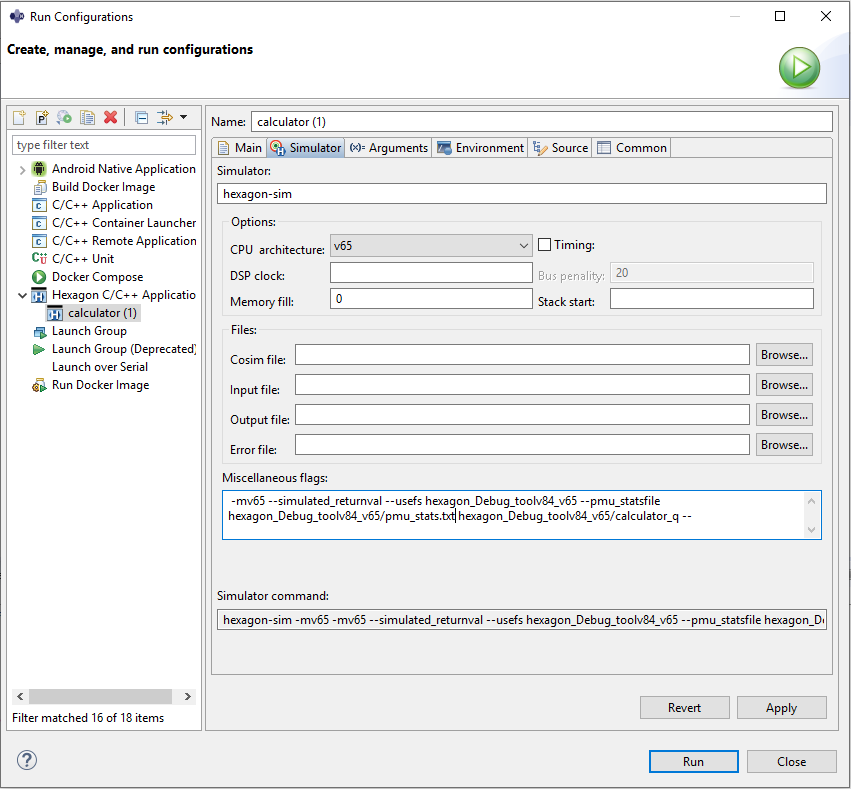 Run Configurations
Create, manage, and run configurations
type filter text
Android Native Application
Build Docker Image
C/C++ Application
C/C++ Container Launcher
C/C++ Remote Application
C/C++ Unit
Docker Compose
Hexagon C/C++ Applicatio
calculator (1)
Launch Group
Launch Group (Deprecated)
Launch over Serial
Run Docker Image
Filter matched 16 of 18 items
Name: calculator (1)
Main Simulator (x)= Arguments Environment Source Common
Simulator:
hexagon-sim
Options:
CPU architecture: v65 Timing:
DSP clock: Bus penality: 20
Memory fill: 0 Stack start:
Files:
Cosim file: Browse...
Input file: Browse...
Output file: Browse...
Error file: Browse...
Miscellaneous flags:
-mv65 --simulated_returnval --usefs hexagon_Debug_toolv84_v65 --pmu_statsfile
hexagon_Debug_toolv84_v65/pmu_stats.txt hexagon_Debug_toolv84_v65/calculator_q --
Simulator command:
hexagon-sim -mv65 -mv65 --simulated_returnval --usefs hexagon_Debug_toolv84_v65 --pmu_statsfile hexagon_De
Revert Apply
Run Close